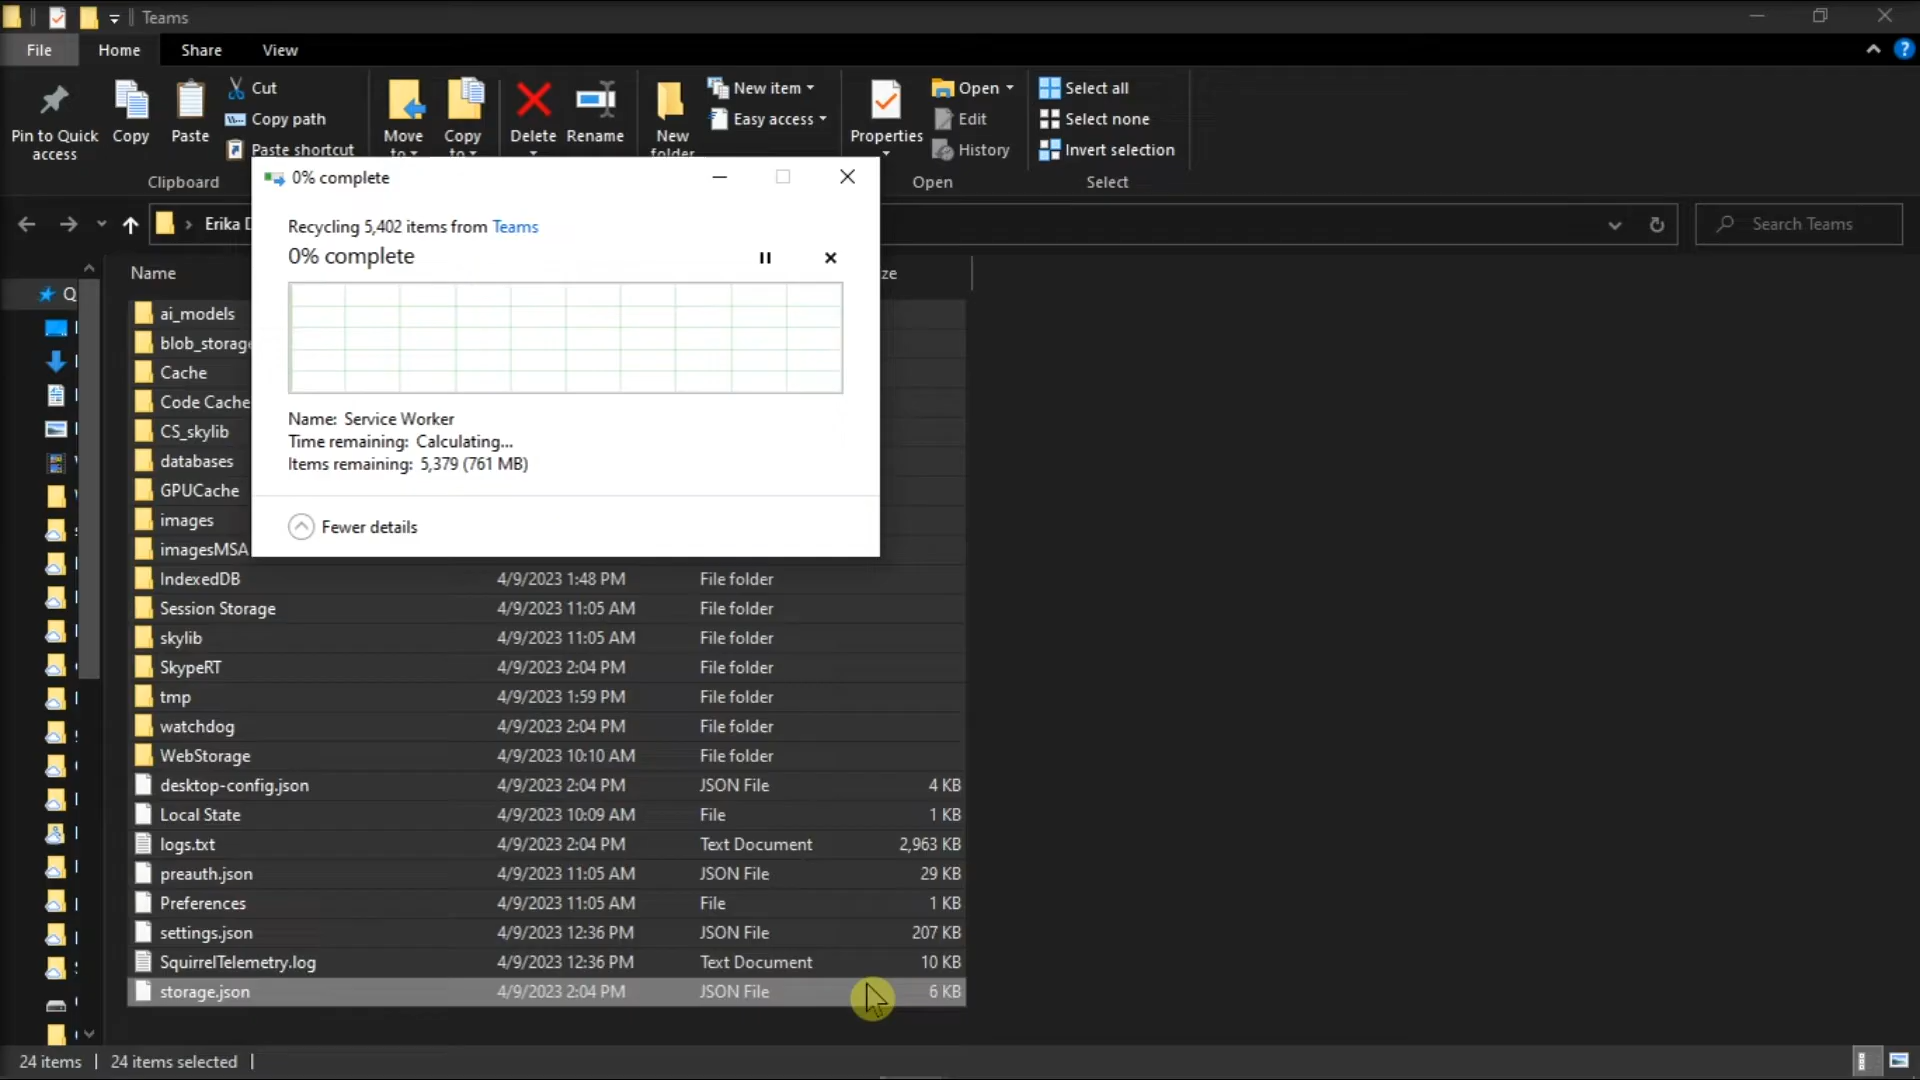 Teams
File Home Share View
Pin to Quick access
Copy
Paste
Cut
Copy path
Paste shortcut
Clipboard
Move to
Copy to
Delete
Rename
New folder
New item
Easy access
Properties
Open
Edit
History
Open
Select all
Select none
Invert selection
Select
Erika D
Search Teams
0% complete
Recycling 5,402 items from Teams
0% complete
Name: Service Worker
Time remaining: Calculating...
Items remaining: 5,379 (761 MB)
Fewer details
Q
Name ze
ai_models
blob_storage
Cache
Code Cache
CS_skylib
databases
GPUCache
images
imagesMSA
IndexedDB 4/9/2023 1:48 PM File folder
Session Storage 4/9/2023 11:05 AM File folder
skylib 4/9/2023 11:05 AM File folder
SkypeRT 4/9/2023 2:04 PM File folder
tmp 4/9/2023 1:59 PM File folder
watchdog 4/9/2023 2:04 PM File folder
WebStorage 4/9/2023 10:10 AM File folder
desktop-config.json 4/9/2023 2:04 PM JSON File 4 KB
Local State 4/9/2023 10:09 AM File 1 KB
logs.txt 4/9/2023 2:04 PM Text Document 2,963 KB
preauth.json 4/9/2023 11:05 AM JSON File 29 KB
Preferences 4/9/2023 11:05 AM File 1 KB
settings.json 4/9/2023 12:36 PM JSON File 207 KB
SquirrelTelemetry.log 4/9/2023 12:36 PM Text Document 10 KB
storage.json 4/9/2023 2:04 PM JSON File 6 KB
24 items | 24 items selected |